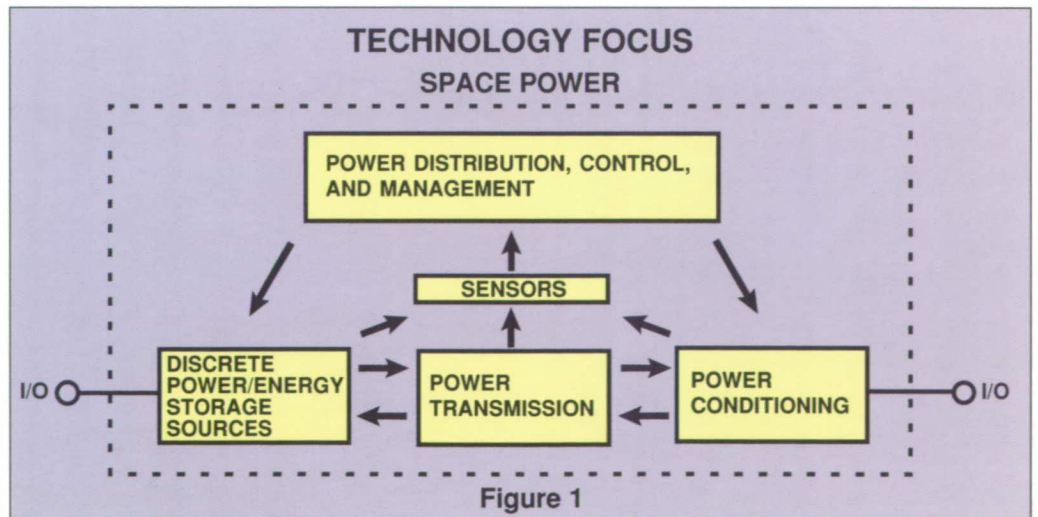 TECHNOLOGY FOCUS
SPACE POWER
POWER DISTRIBUTION, CONTROL,
AND MANAGEMENT
SENSORS
DISCRETE
POWER/ENERGY
STORAGE
SOURCES
POWER
TRANSMISSION
POWER
CONDITIONING
I/O
I/O
Figure 1